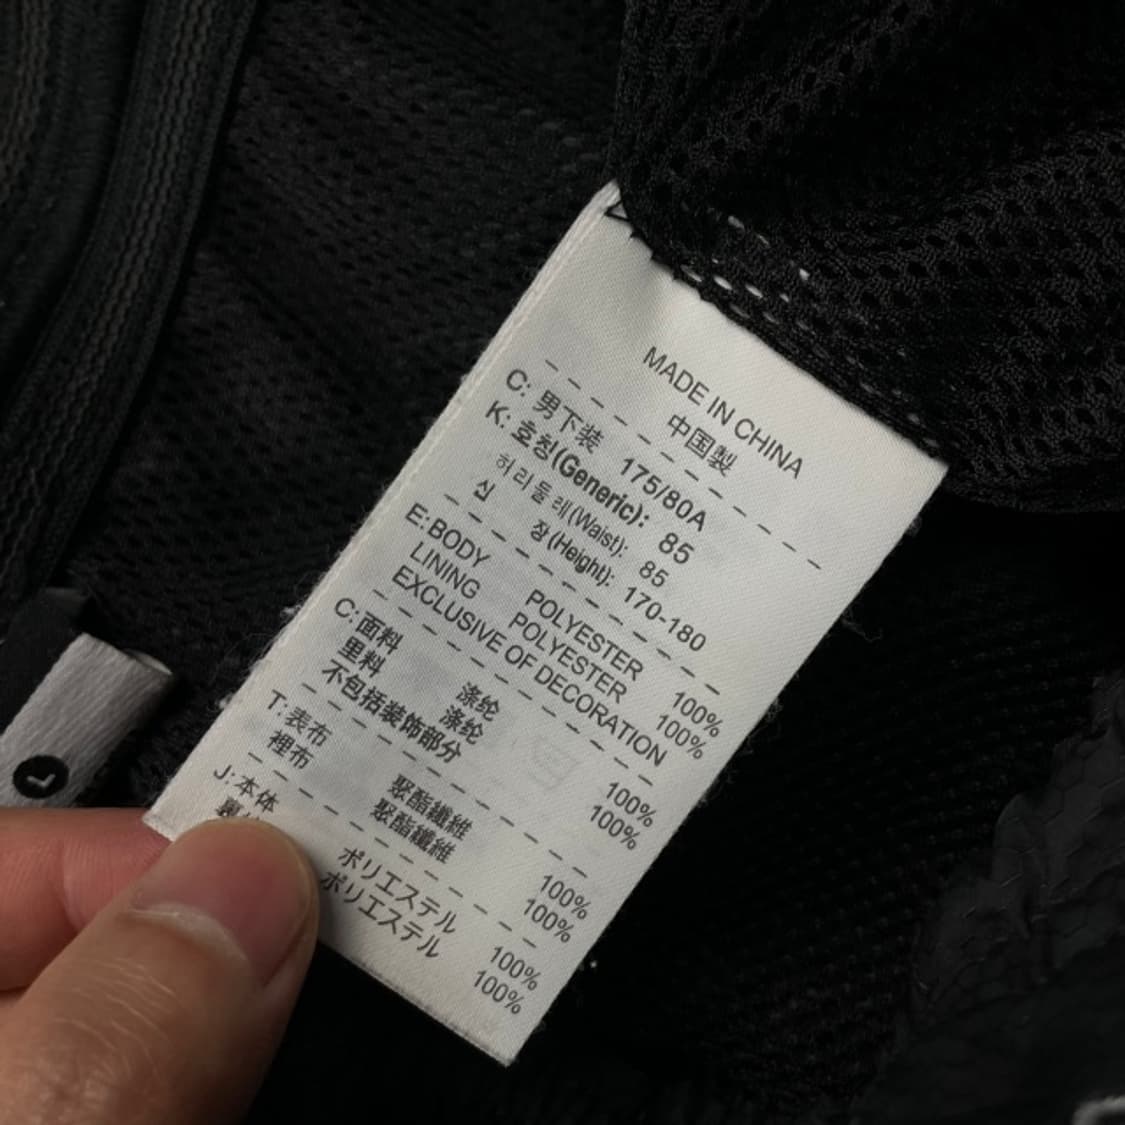 MADE IN CHINA
中国製
C: 男下装 175/80A
K: 호칭(Generic): 85
허리둘레(Waist): 85
신 장(Height): 170-180
E:BODY POLYESTER 100%
LINING POLYESTER 100%
EXCLUSIVE OF DECORATION
C:面料 涤纶 100%
里料 涤纶 100%
不包括装饰部分
T:表布 聚酯纖維 100%
裡布 聚酯纖維 100%
J:本体 ポリエステル 100%
ポリエステル 100%